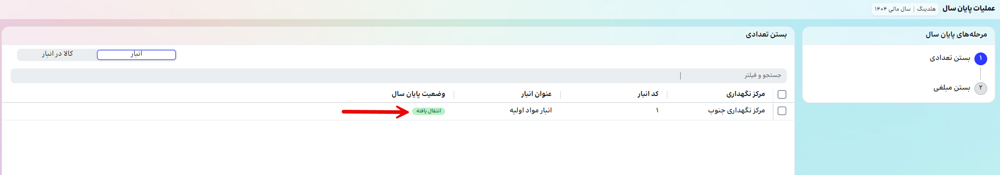 عملیات پایان سال هلدینگ | سال مالی ۱۴۰۴
مرحله‌های پایان سال
۱ بستن تعدادی
۲ بستن مبلغی
بستن تعدادی
انبار کالا در انبار
جستجو و فیلتر
مرکز نگهداری کد انبار عنوان انبار وضعیت پایان سال
مرکز نگهداری جنوب ۱ انبار مواد اولیه انتقال یافته